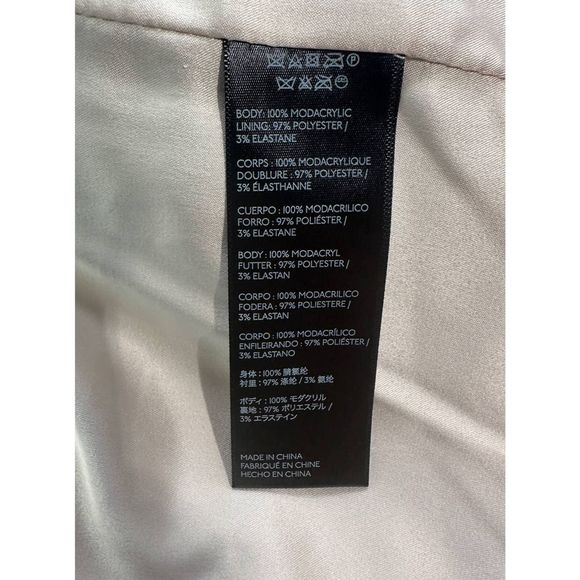 BODY: 100% MODACRYLIC
LINING: 97% POLYESTER /
3% ELASTANE
CORPS : 100% MODACRYLIQUE
DOUBLURE : 97% POLYESTER /
3% ÉLASTHANNE
CUERPO : 100% MODACRILICO
FORRO : 97% POLIÉSTER /
3% ELASTANE
BODY : 100% MODACRYL
FUTTER : 97% POLYESTER /
3% ELASTAN
CORPO : 100% MODACRILICO
FODERA : 97% POLIESTERE /
3% ELASTAN
CORPO : 100% MODACRÍLICO
ENFILEIRANDO : 97% POLIÉSTER /
3% ELASTANO
身体 : 100% 腈氯纶
衬里 : 97% 涤纶 / 3% 氨纶
ボディ : 100% モダクリル
裏地 : 97% ポリエステル /
3% エラステイン
MADE IN CHINA
FABRIQUÉ EN CHINE
HECHO EN CHINA